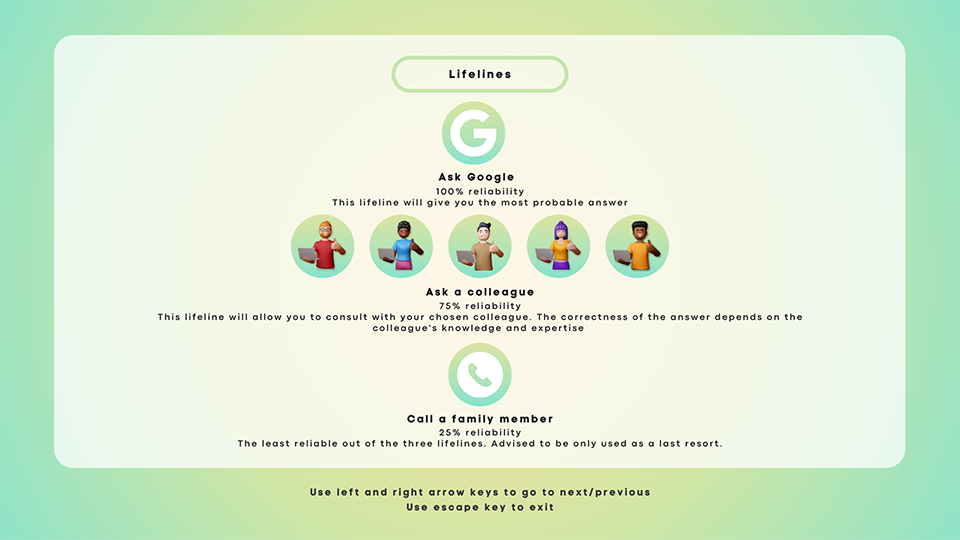 Lifelines
G
Ask Google
100% reliability
This lifeline will give you the most probable answer
Ask a colleague
75% reliability
This lifeline will allow you to consult with your chosen colleague. The correctness of the answer depends on the
colleague's knowledge and expertise
Call a family member
25% reliability
The least reliable out of the three lifelines. Advised to be only used as a last resort.
Use left and right arrow keys to go to next/previous
Use escape key to exit